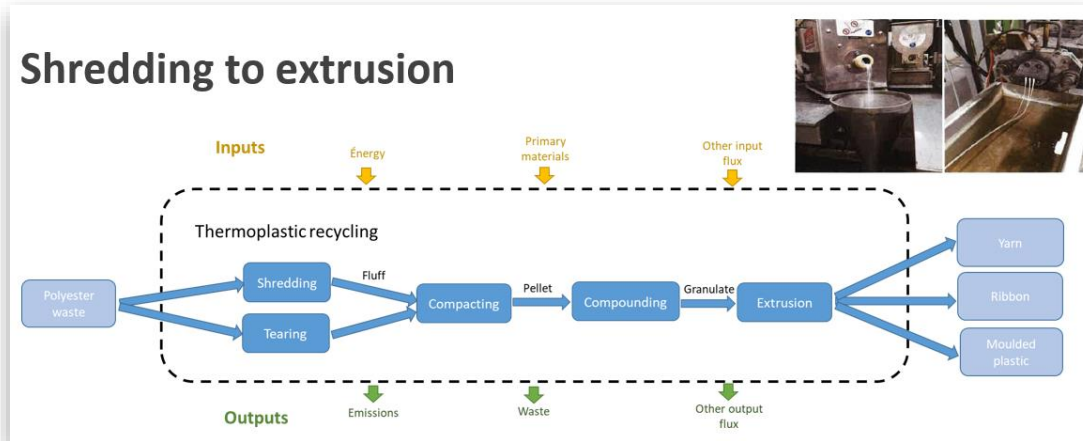 Shredding to extrusion
Inputs
Énergy
Primary
materials
Other input
flux
Thermoplastic recycling
Polyester
waste
Shredding
Tearing
Fluff
Compacting
Pellet
Compounding
Granulate
Extrusion
Yarn
Ribbon
Moulded
plastic
Outputs
Emissions
Waste
Other output
flux